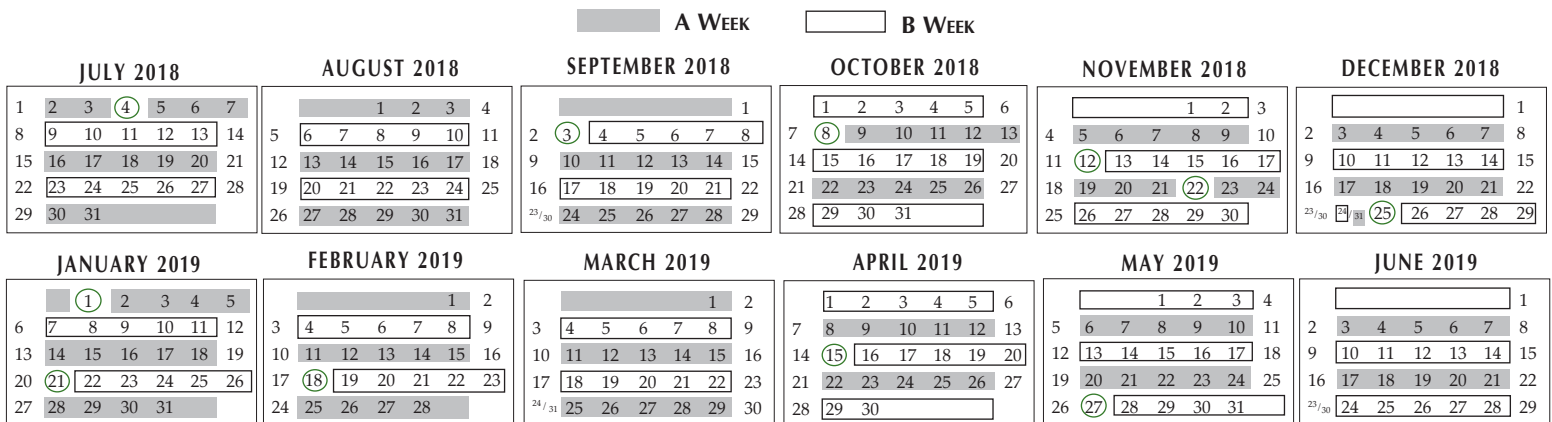 A WEEK B WEEK
JULY 2018
1 2 3 4 5 6 7
8 9 10 11 12 13 14
15 16 17 18 19 20 21
22 23 24 25 26 27 28
29 30 31
AUGUST 2018
1 2 3 4
5 6 7 8 9 10 11
12 13 14 15 16 17 18
19 20 21 22 23 24 25
26 27 28 29 30 31
SEPTEMBER 2018
1
2 3 4 5 6 7 8
9 10 11 12 13 14 15
16 17 18 19 20 21 22
23/30 24 25 26 27 28 29
OCTOBER 2018
1 2 3 4 5 6
7 8 9 10 11 12 13
14 15 16 17 18 19 20
21 22 23 24 25 26 27
28 29 30 31
NOVEMBER 2018
1 2 3
4 5 6 7 8 9 10
11 12 13 14 15 16 17
18 19 20 21 22 23 24
25 26 27 28 29 30
DECEMBER 2018
1
2 3 4 5 6 7 8
9 10 11 12 13 14 15
16 17 18 19 20 21 22
23/30 24/31 25 26 27 28 29
JANUARY 2019
1 2 3 4 5
6 7 8 9 10 11 12
13 14 15 16 17 18 19
20 21 22 23 24 25 26
27 28 29 30 31
FEBRUARY 2019
1 2
3 4 5 6 7 8 9
10 11 12 13 14 15 16
17 18 19 20 21 22 23
24 25 26 27 28
MARCH 2019
1 2
3 4 5 6 7 8 9
10 11 12 13 14 15 16
17 18 19 20 21 22 23
24/31 25 26 27 28 29 30
APRIL 2019
1 2 3 4 5 6
7 8 9 10 11 12 13
14 15 16 17 18 19 20
21 22 23 24 25 26 27
28 29 30
MAY 2019
1 2 3 4
5 6 7 8 9 10 11
12 13 14 15 16 17 18
19 20 21 22 23 24 25
26 27 28 29 30 31
JUNE 2019
1
2 3 4 5 6 7 8
9 10 11 12 13 14 15
16 17 18 19 20 21 22
23/30 24 25 26 27 28 29